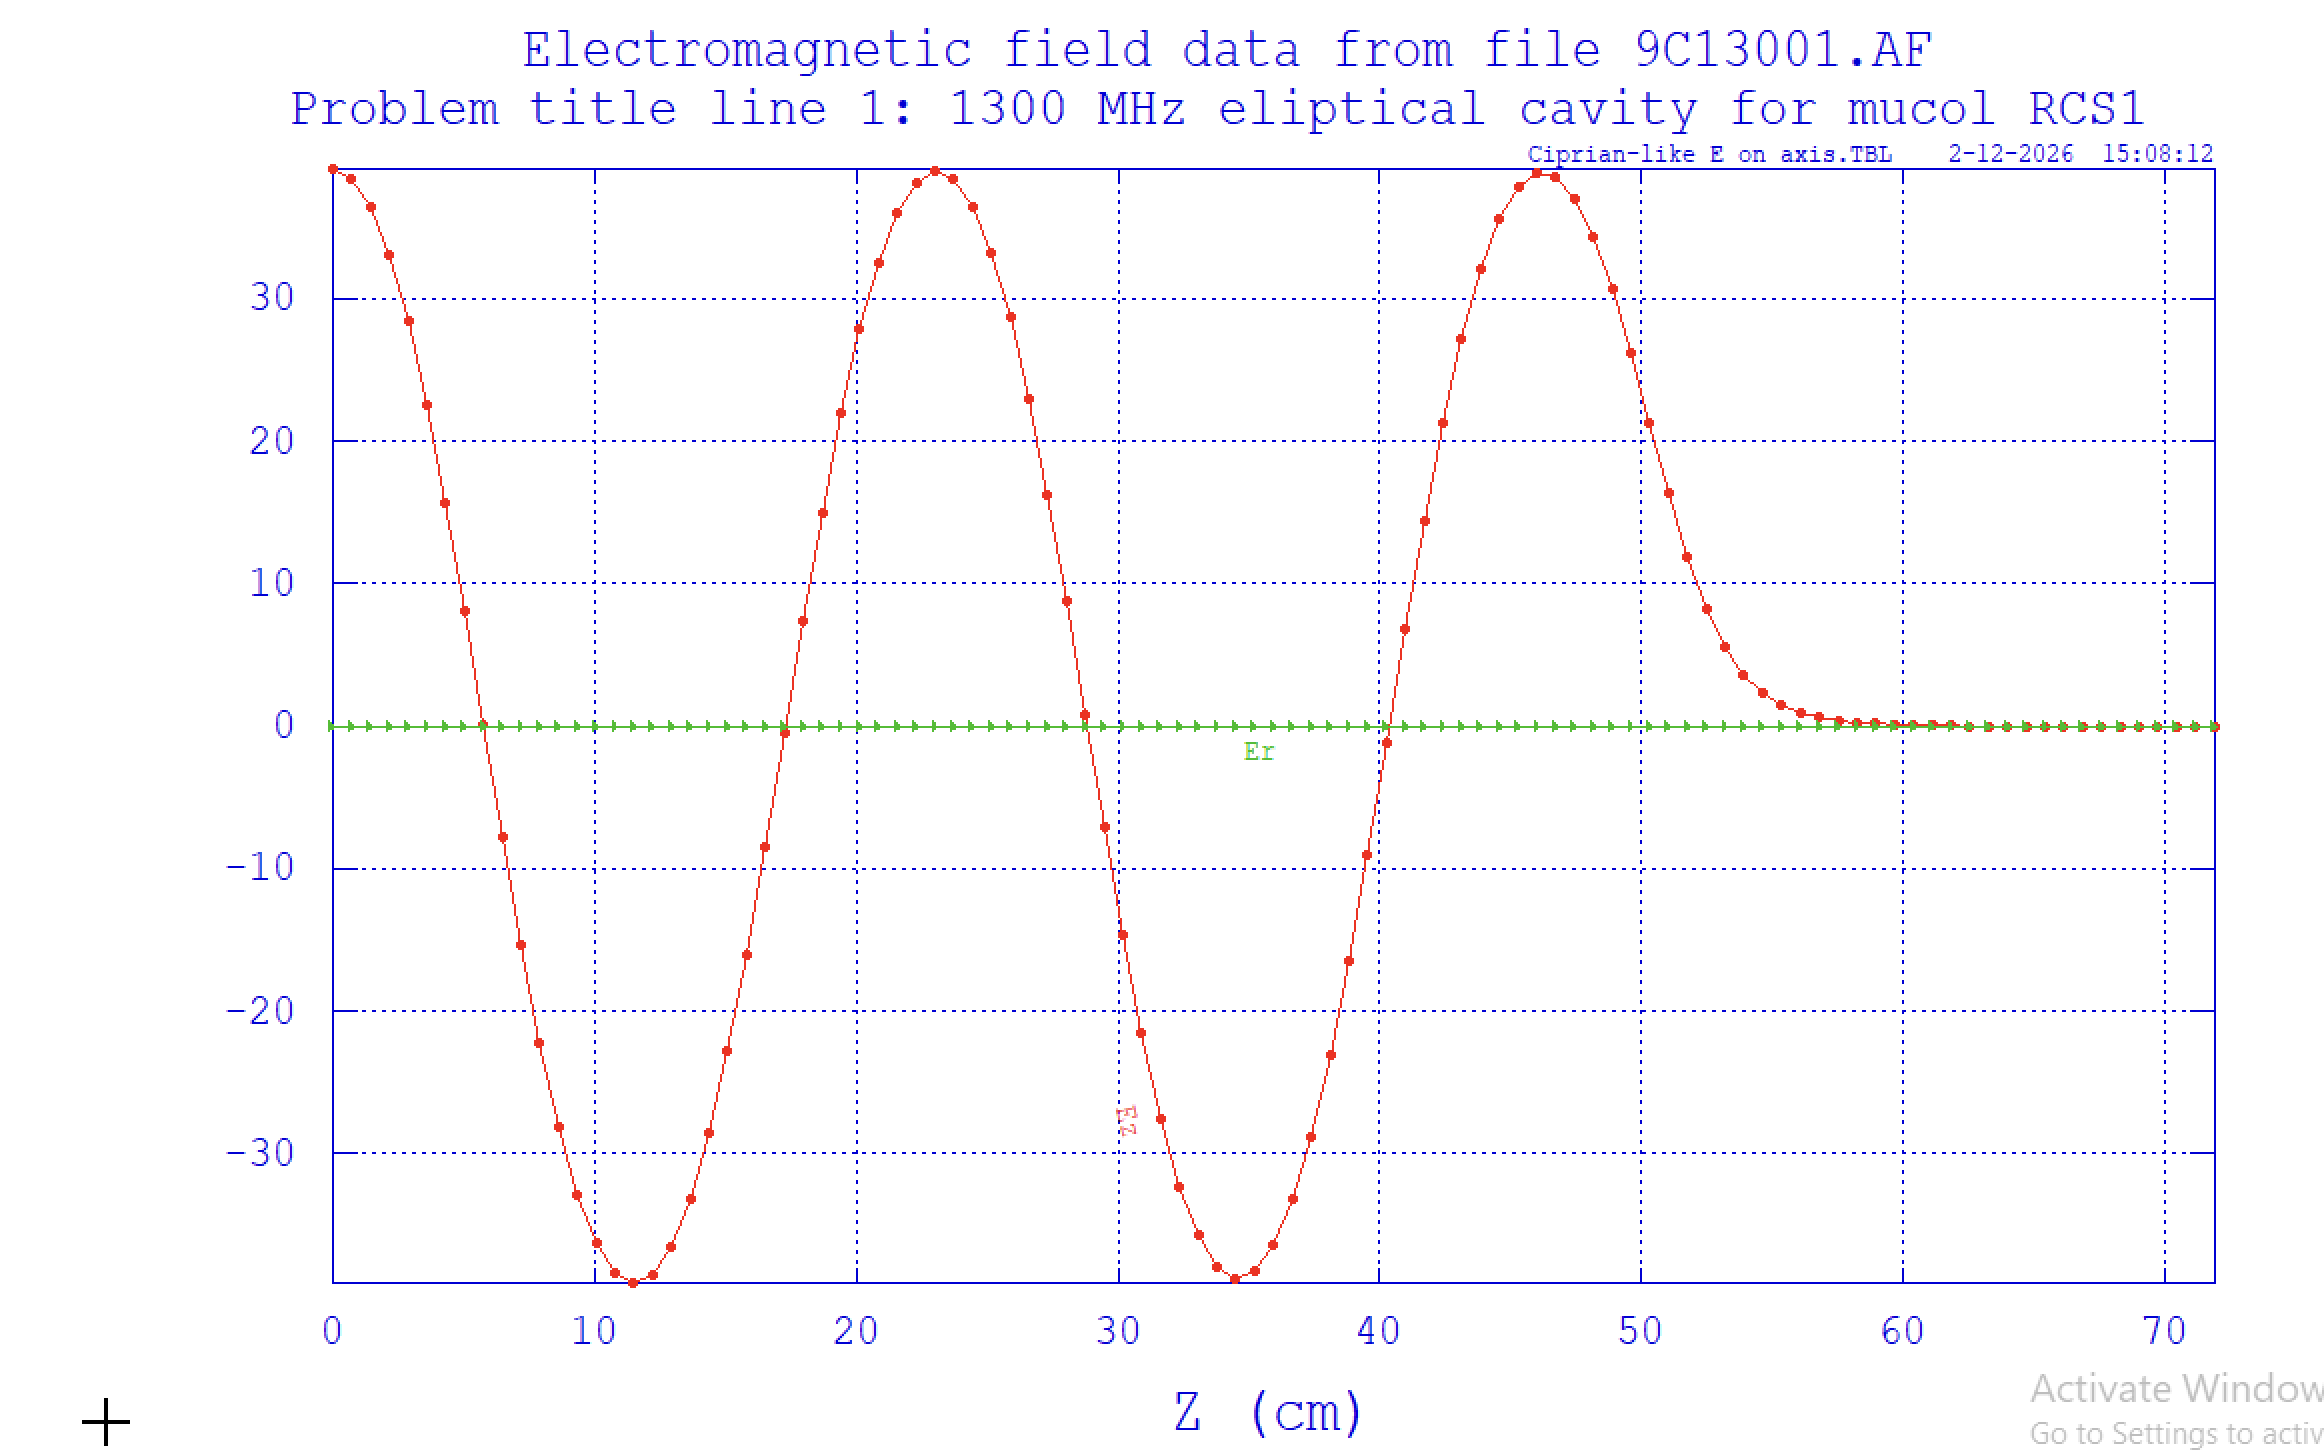 Electromagnetic field data from file 9C13001.AF
Problem title line 1: 1300 MHz eliptical cavity for mucol RCS1
Ciprian-like E on axis.TBL 2-12-2026 15:08:12
30
20
10
0
-10
-20
-30
Er
Ez
0 10 20 30 40 50 60 70
Z (cm)
Activate Window
Go to Settings to activ